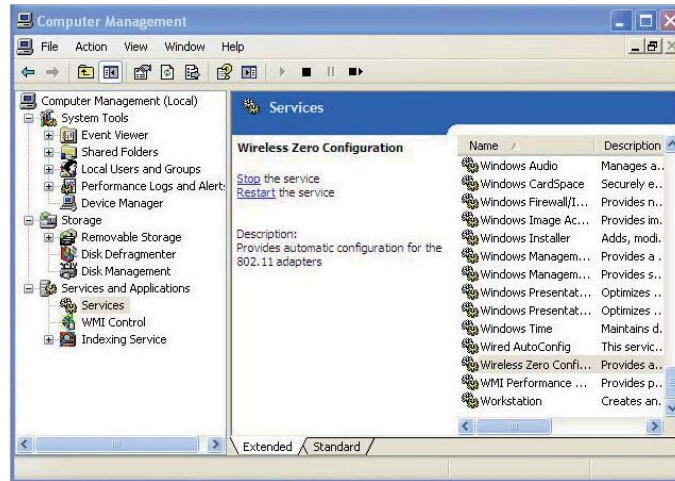 Computer Management
File Action View Window Help
Computer Management (Local)
System Tools
Event Viewer
Shared Folders
Local Users and Groups
Performance Logs and Alert:
Device Manager
Storage
Removable Storage
Disk Defragmenter
Disk Management
Services and Applications
Services
WMI Control
Indexing Service
Services
Wireless Zero Configuration
Stop the service
Restart the service
Description:
Provides automatic configuration for the
802.11 adapters
Name Description
Windows Audio Manages a...
Windows CardSpace Securely e...
Windows Firewall/I... Provides n...
Windows Image Ac... Provides im.
Windows Installer Adds, modi.
Windows Managem... Provides a .
Windows Managem... Provides s...
Windows Presentat... Optimizes ..
Windows Presentat... Optimizes ..
Windows Time Maintains d.
Wired AutoConfig This servic..
Wireless Zero Confi... Provides a...
WMI Performance ... Provides p...
Workstation Creates an.
Extended Standard